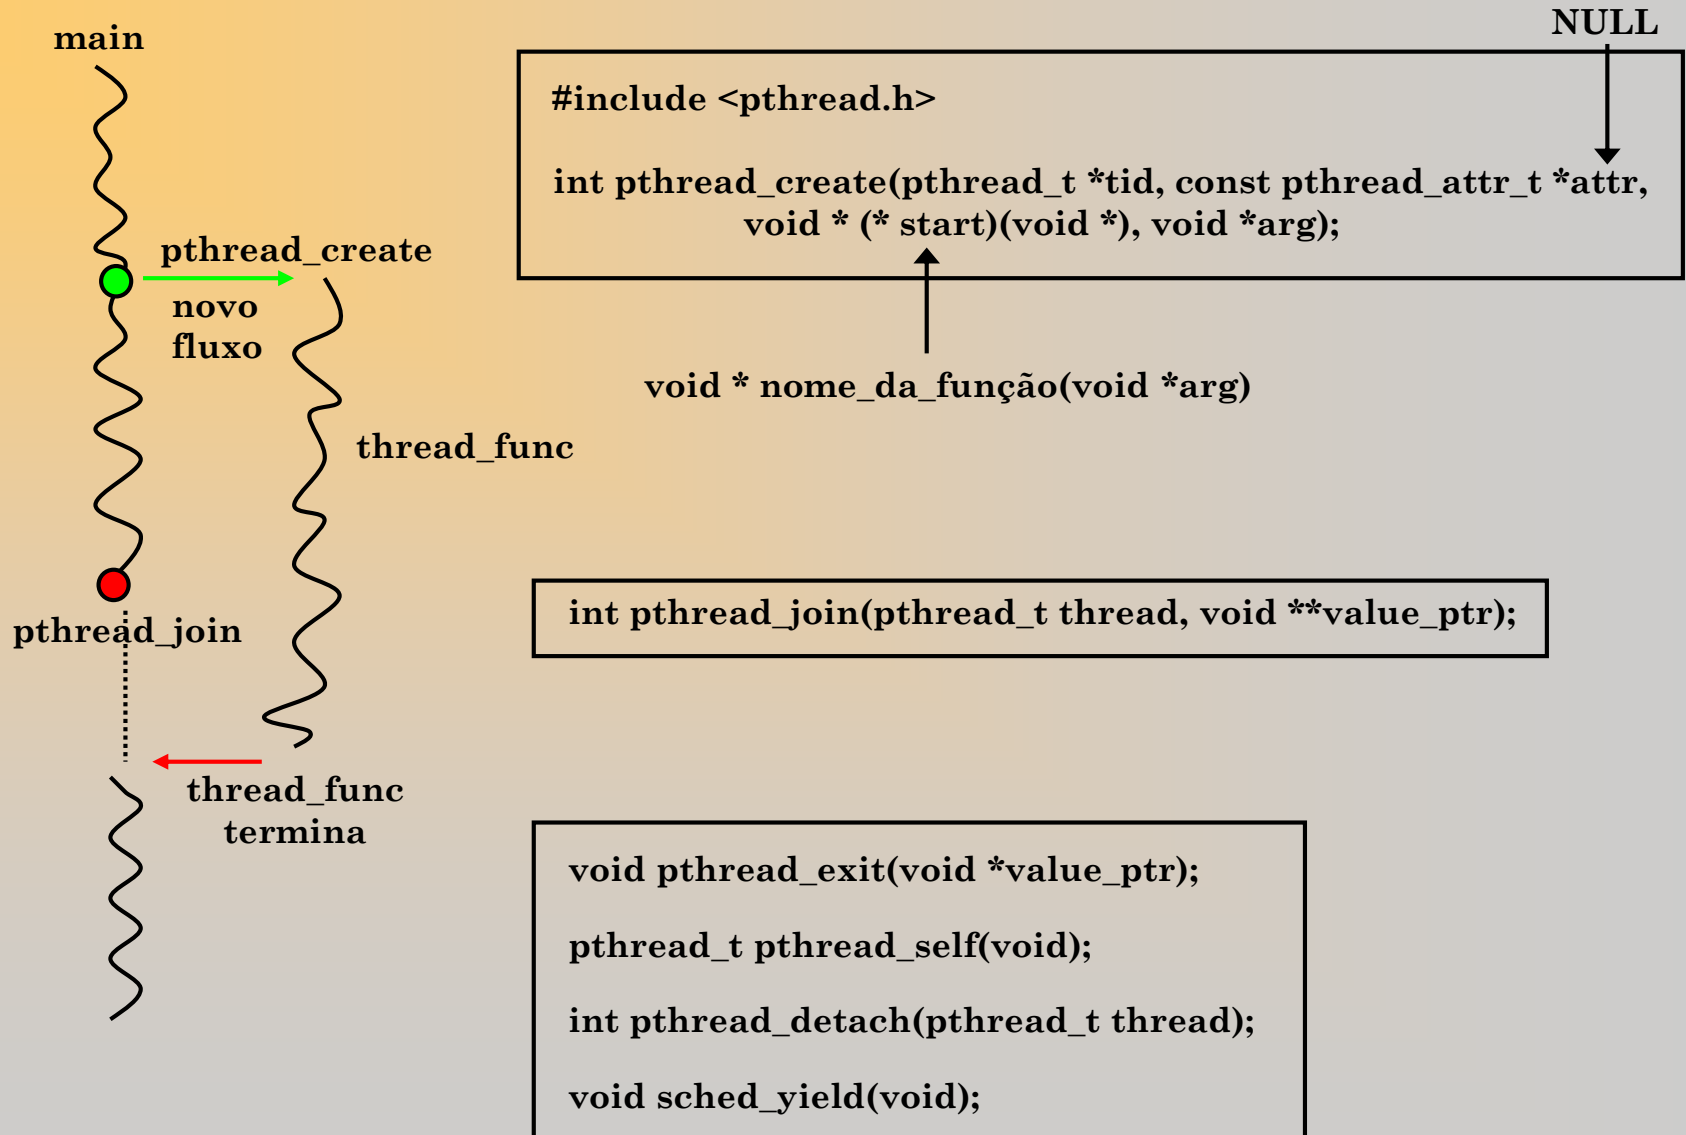 main
NULL
#include <pthread.h>
int pthread_create(pthread_t *tid, const pthread_attr_t *attr,
void * (* start)(void *), void *arg);
pthread_create
novo
fluxo
void * nome_da_função(void *arg)
thread_func
pthread_join
int pthread_join(pthread_t thread, void **value_ptr);
thread_func
termina
void pthread_exit(void *value_ptr);
pthread_t pthread_self(void);
int pthread_detach(pthread_t thread);
void sched_yield(void);